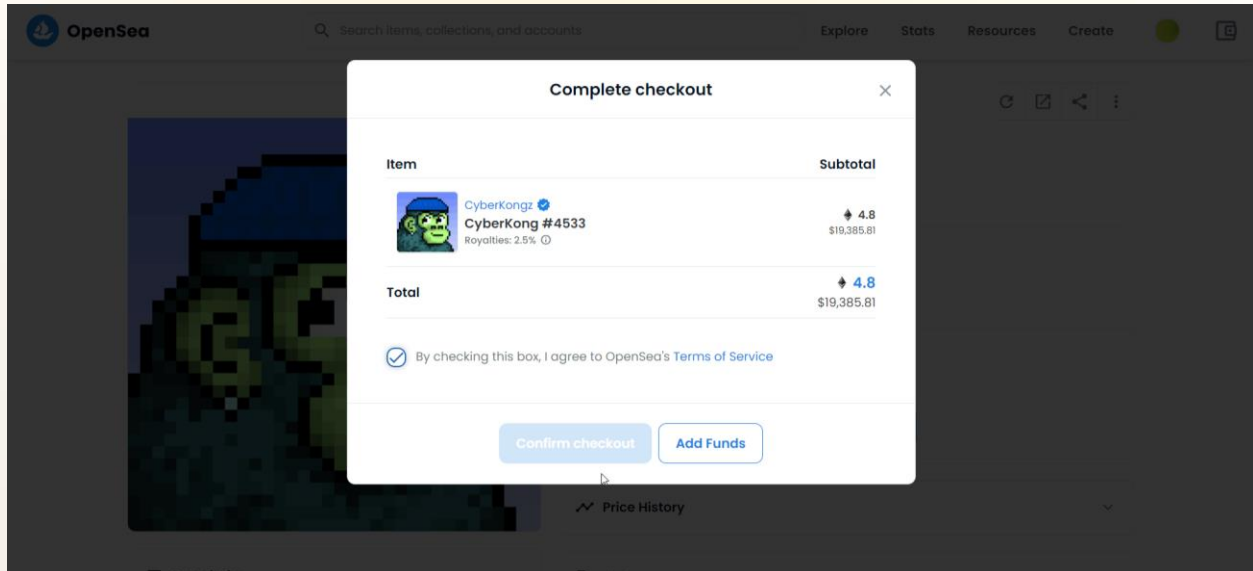 OpenSea
Search items, collections, and accounts
Explore Stats Resources Create
Complete checkout
Item Subtotal
CyberKongz
CyberKong #4533
Royalties: 2.5%
4.8
$19,385.81
Total 4.8
$19,385.81
By checking this box, I agree to OpenSea's Terms of Service
Confirm checkout Add Funds
Price History